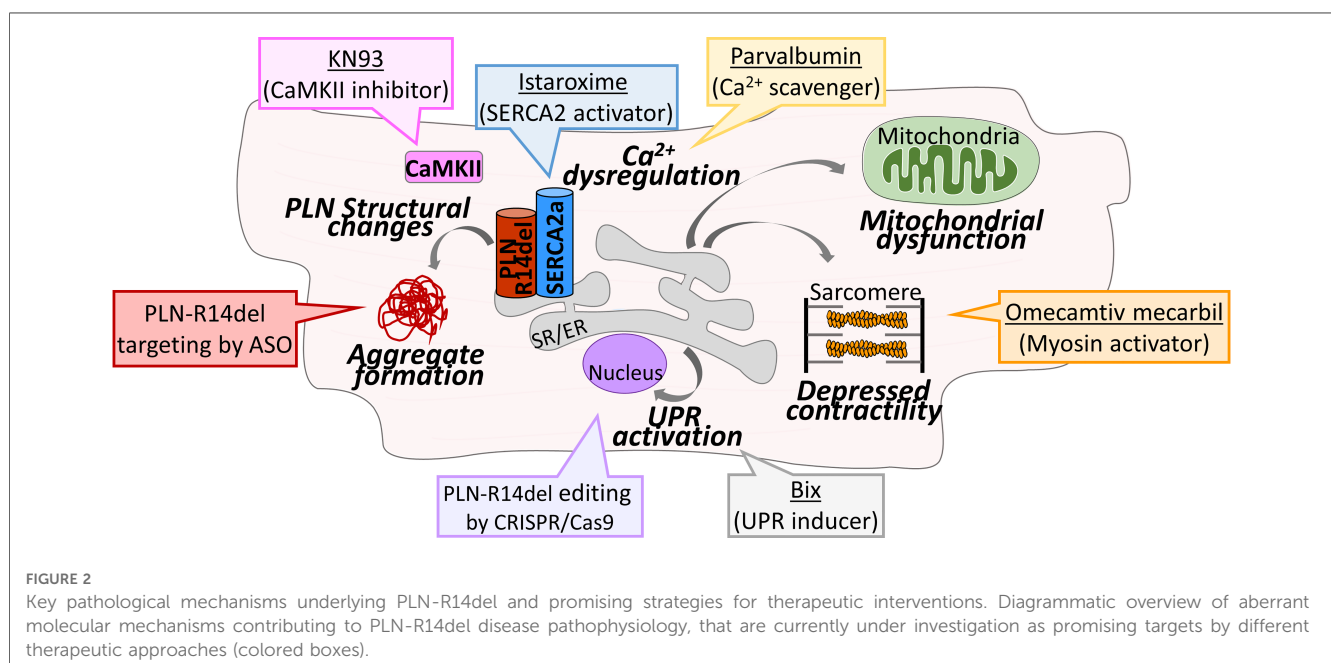 KN93
(CaMKII inhibitor)
Istaroxime
(SERCA2 activator)
Parvalbumin
(Ca²⁺ scavenger)
CaMKII
Ca²⁺
dysregulation
Mitochondria
Mitochondrial
dysfunction
PLN Structural
changes
PLN
R14del
SERCA2a
PLN-R14del
targeting by ASO
Aggregate
formation
SR/ER
Nucleus
UPR
activation
Sarcomere
Depressed
contractility
Omecamtiv mecarbil
(Myosin activator)
PLN-R14del editing
by CRISPR/Cas9
Bix
(UPR inducer)
FIGURE 2
Key pathological mechanisms underlying PLN-R14del and promising strategies for therapeutic interventions. Diagrammatic overview of aberrant
molecular mechanisms contributing to PLN-R14del disease pathophysiology, that are currently under investigation as promising targets by different
therapeutic approaches (colored boxes).